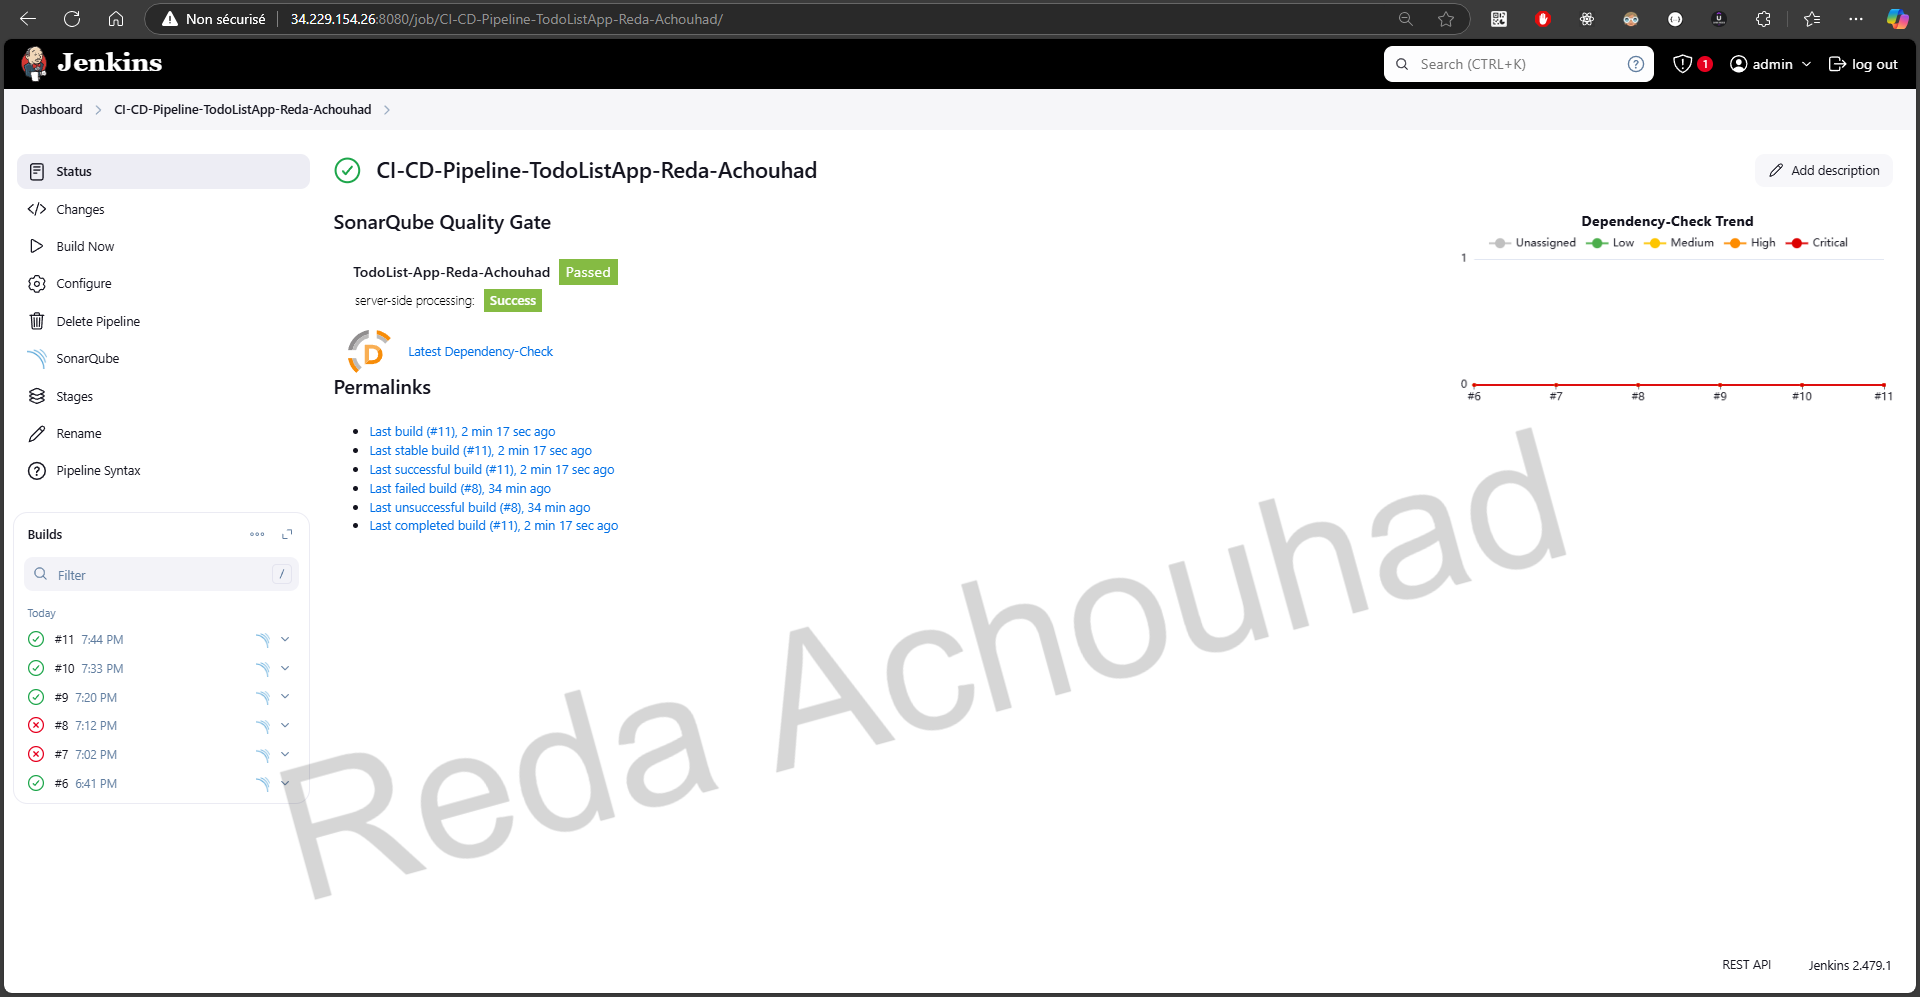 Non sécurisé
34.229.154.26:8080/job/CI-CD-Pipeline-TodoListApp-Reda-Achouhad/
Jenkins
Search (CTRL+K)
?
1
admin
log out
Dashboard
CI-CD-Pipeline-TodoListApp-Reda-Achouhad
Status
Changes
Build Now
Configure
Delete Pipeline
SonarQube
Stages
Rename
Pipeline Syntax
Builds
Filter
/
Today
#11 7:44 PM
#10 7:33 PM
#9 7:20 PM
#8 7:12 PM
#7 7:02 PM
#6 6:41 PM
CI-CD-Pipeline-TodoListApp-Reda-Achouhad
Add description
SonarQube Quality Gate
TodoList-App-Reda-Achouhad Passed
server-side processing: Success
D
Latest Dependency-Check
Permalinks
Last build (#11), 2 min 17 sec ago
Last stable build (#11), 2 min 17 sec ago
Last successful build (#11), 2 min 17 sec ago
Last failed build (#8), 34 min ago
Last unsuccessful build (#8), 34 min ago
Last completed build (#11), 2 min 17 sec ago
Dependency-Check Trend
Unassigned Low Medium High Critical
1
0
#6 #7 #8 #9 #10 #11
Reda Achouhad
REST API
Jenkins 2.479.1